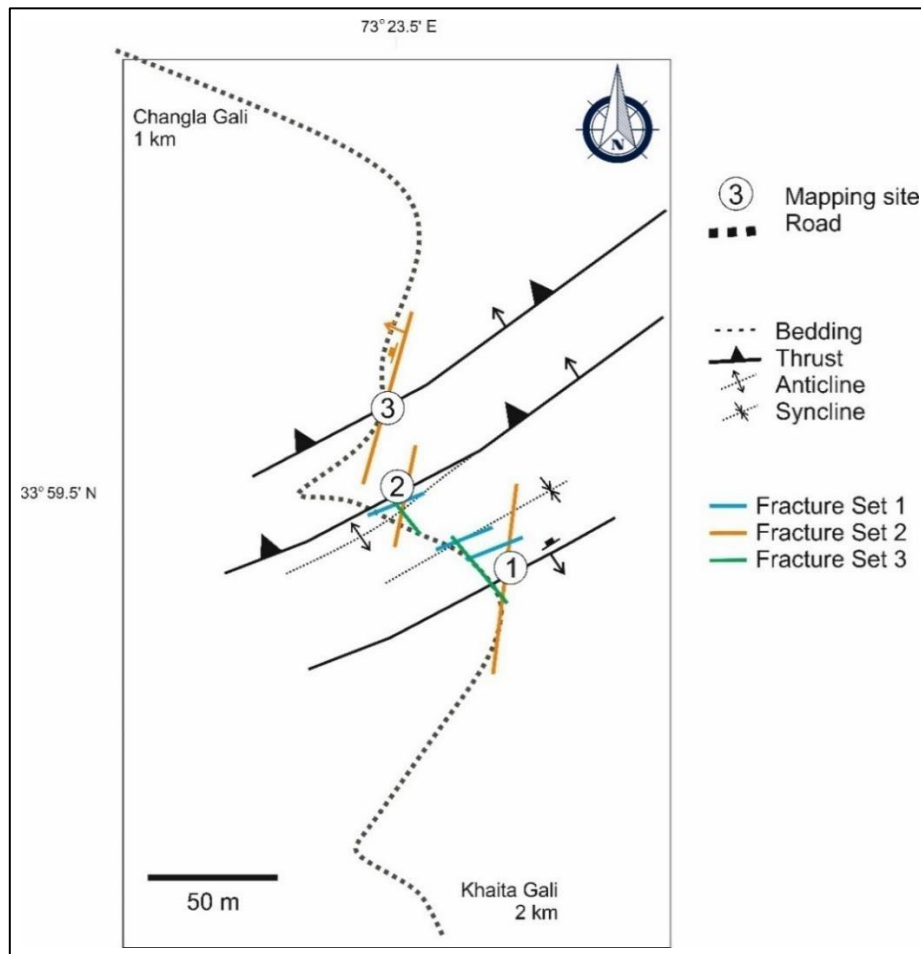 73° 23.5' E
Changla Gali
1 km
N
3
Mapping site
Road
3
Bedding
Thrust
Anticline
Syncline
33° 59.5' N
2
1
Fracture Set 1
Fracture Set 2
Fracture Set 3
50 m
Khaita Gali
2 km